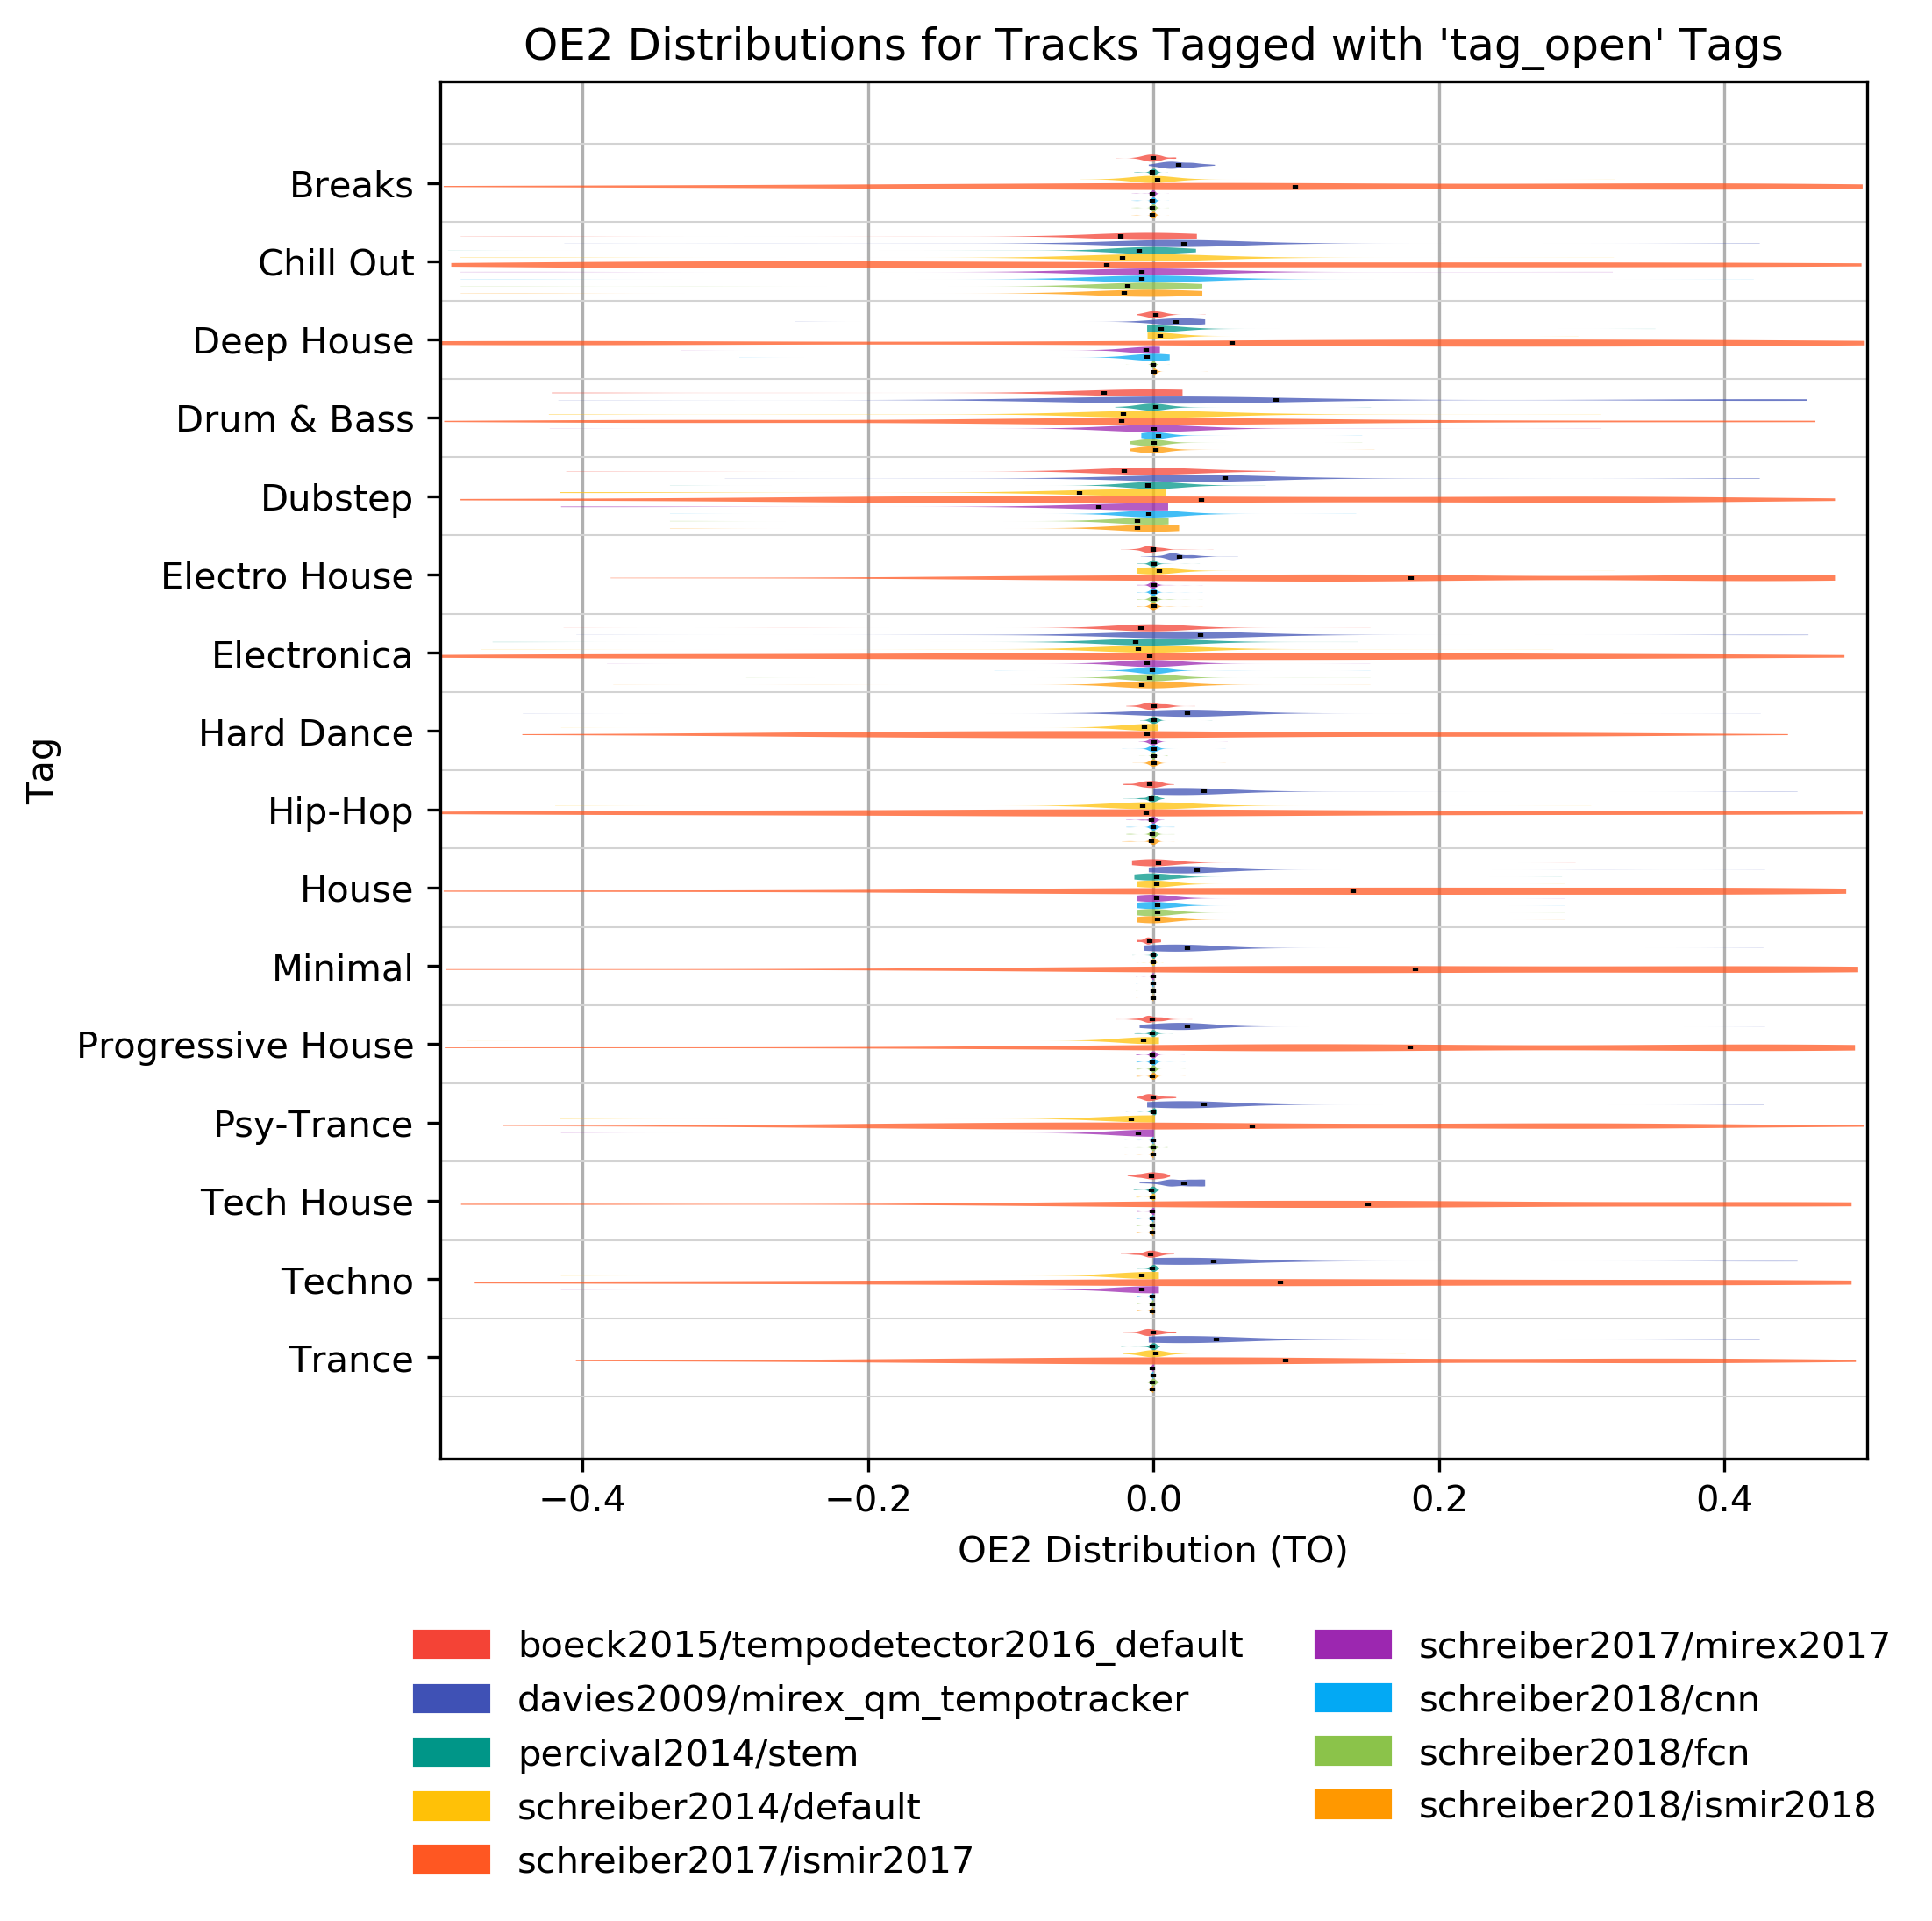 OE2 Distributions for Tracks Tagged with 'tag_open' Tags
Breaks
Chill Out
Deep House
Drum & Bass
Dubstep
Electro House
Electronica
Hard Dance
Hip-Hop
House
Minimal
Progressive House
Psy-Trance
Tech House
Techno
Trance
Tag
−0.4 −0.2 0.0 0.2 0.4
OE2 Distribution (TO)
boeck2015/tempodetector2016_default
davies2009/mirex_qm_tempotracker
percival2014/stem
schreiber2014/default
schreiber2017/ismir2017
schreiber2017/mirex2017
schreiber2018/cnn
schreiber2018/fcn
schreiber2018/ismir2018